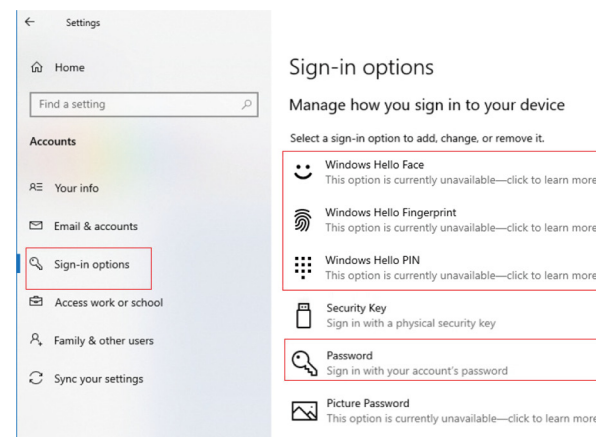 Settings
Home
Find a setting
Accounts
Your info
Email & accounts
Sign-in options
Access work or school
Family & other users
Sync your settings
Sign-in options
Manage how you sign in to your device
Select a sign-in option to add, change, or remove it.
Windows Hello Face
This option is currently unavailable—click to learn more
Windows Hello Fingerprint
This option is currently unavailable—click to learn more
Windows Hello PIN
This option is currently unavailable—click to learn more
Security Key
Sign in with a physical security key
Password
Sign in with your account's password
Picture Password
This option is currently unavailable—click to learn more